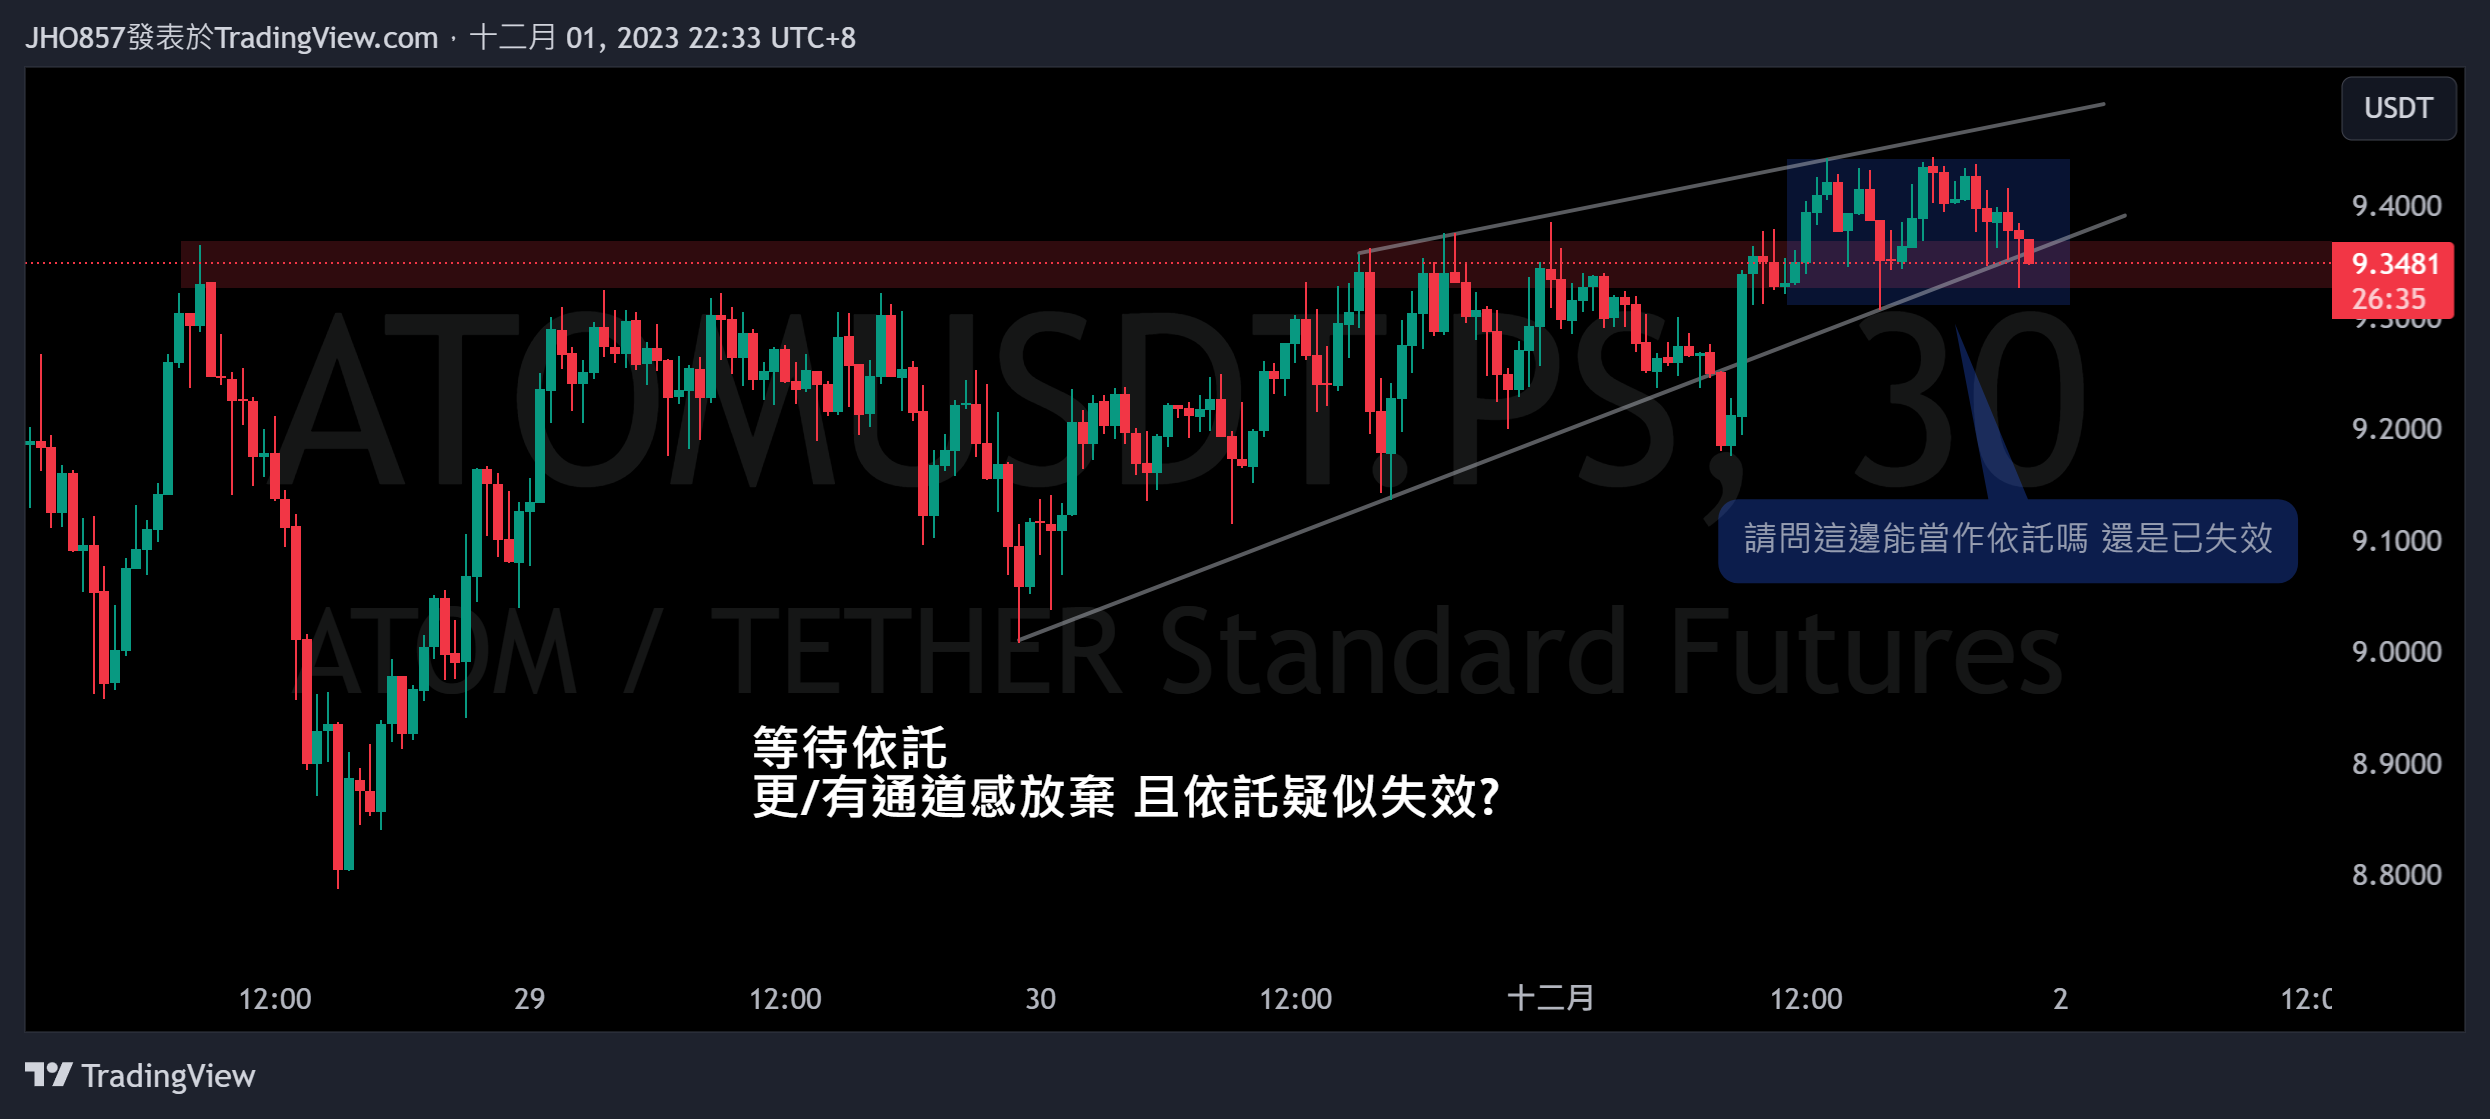 JHO857發表於TradingView.com，十二月 01, 2023 22:33 UTC+8
USDT
9.4000
9.3481
26:35
9.3000
ATOMUSDT.PS, 30
9.2000
請問這邊能當作依託嗎 還是已失效
9.1000
ATOM / TETHER Standard Futures
9.0000
等待依託
更/有通道感放棄 且依託疑似失效?
8.9000
8.8000
12:00 29 12:00 30 12:00 十二月 12:00 2 12:0
TradingView